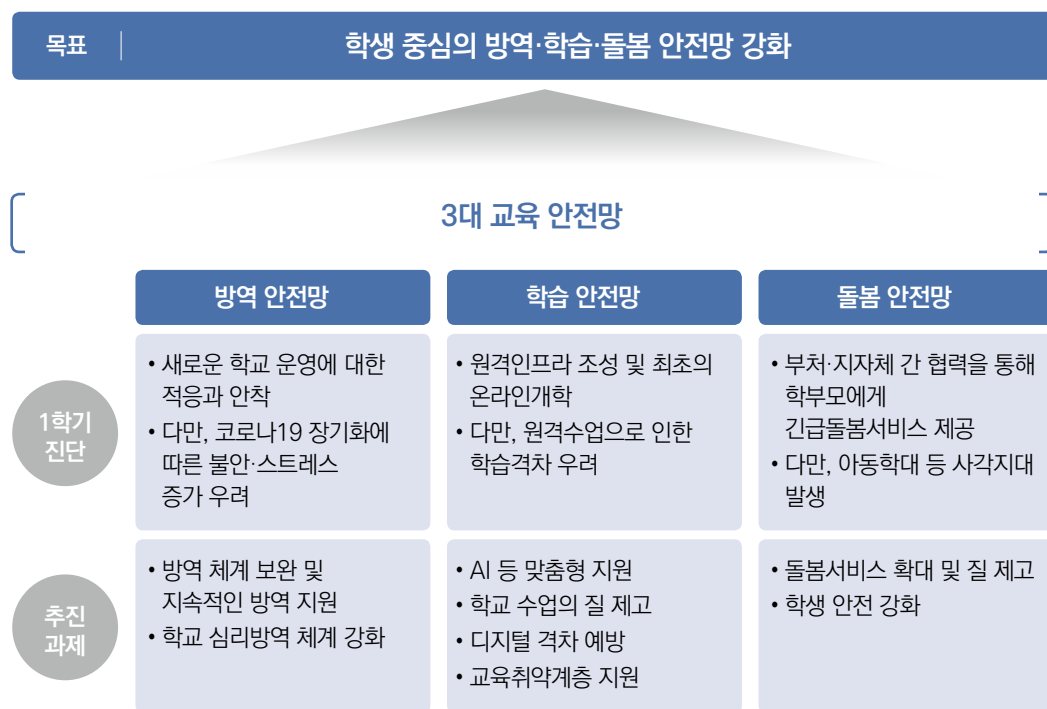 목표
학생 중심의 방역·학습·돌봄 안전망 강화
3대 교육 안전망
방역 안전망
학습 안전망
돌봄 안전망
1학기
진단
• 새로운 학교 운영에 대한
적응과 안착
• 다만, 코로나19 장기화에
따른 불안·스트레스
증가 우려
• 원격인프라 조성 및 최초의
온라인개학
• 다만, 원격수업으로 인한
학습격차 우려
• 부처·지자체 간 협력을 통해
학부모에게
긴급돌봄서비스 제공
• 다만, 아동학대 등 사각지대
발생
추진
과제
• 방역 체계 보완 및
지속적인 방역 지원
• 학교 심리방역 체계 강화
• AI 등 맞춤형 지원
• 학교 수업의 질 제고
• 디지털 격차 예방
• 교육취약계층 지원
• 돌봄서비스 확대 및 질 제고
• 학생 안전 강화